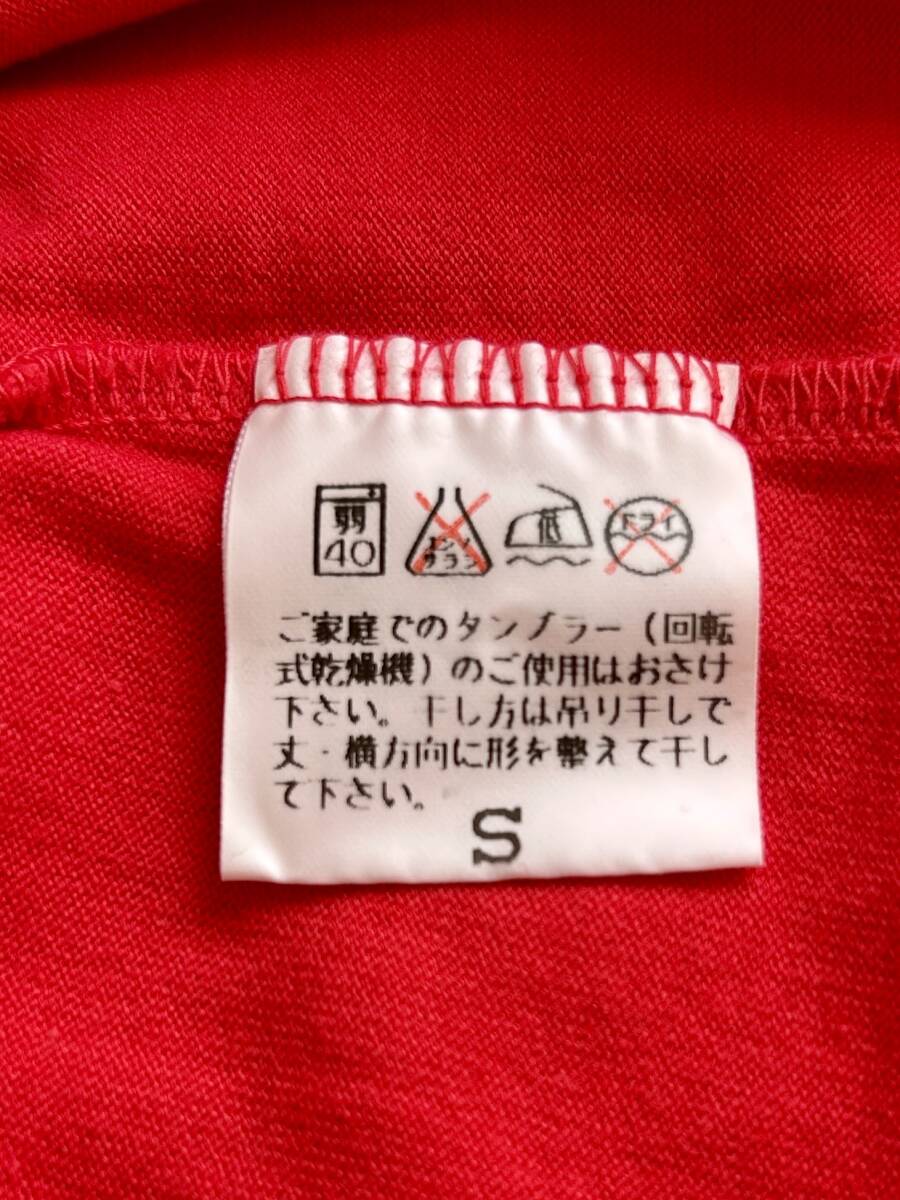 弱
40
エンソ
サラシ
低
ドライ
ご家庭でのタンブラー（回転
式乾燥機）のご使用はおさけ
下さい。干し方は吊り干しで
丈・横方向に形を整えて干し
て下さい。
S